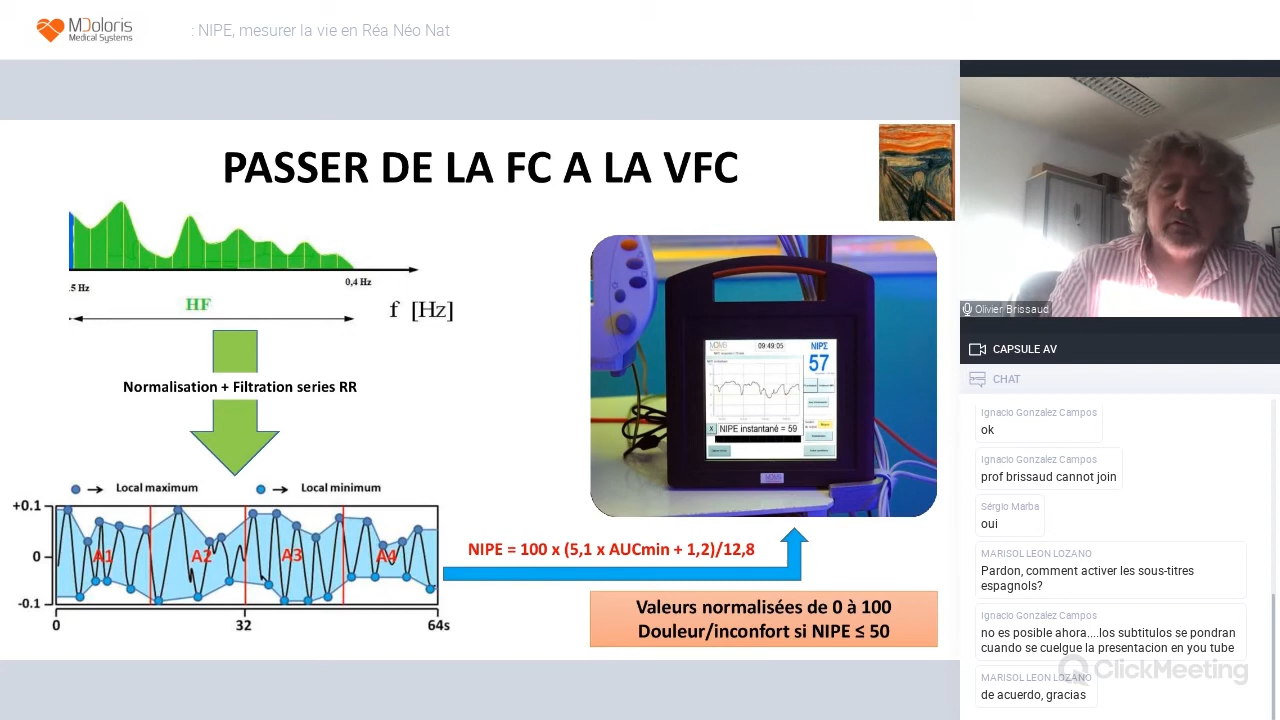 MDoloris
Medical Systems
: NIPE, mesurer la vie en Réa Néo Nat
PASSER DE LA FC A LA VFC
.5 Hz
0,4 Hz
HF
f [Hz]
Normalisation + Filtration series RR
Local maximum
Local minimum
+0.1
0
-0.1
A1
A2
A3
A4
0
32
64s
09:49:05
NIPE
57
X
NIPE instantané = 59
NIPE = 100 x (5,1 x AUCmin + 1,2)/12,8
Valeurs normalisées de 0 à 100
Douleur/inconfort si NIPE ≤ 50
Olivier Brissaud
CAPSULE AV
CHAT
Ignacio Gonzalez Campos
ok
Ignacio Gonzalez Campos
prof brissaud cannot join
Sérgio Marba
oui
MARISOL LEON LOZANO
Pardon, comment activer les sous-titres
espagnols?
Ignacio Gonzalez Campos
no es posible ahora....los subtitulos se pondran
cuando se cuelgue la presentacion en you tube
MARISOL LEON LOZANO
de acuerdo, gracias
ClickMeeting